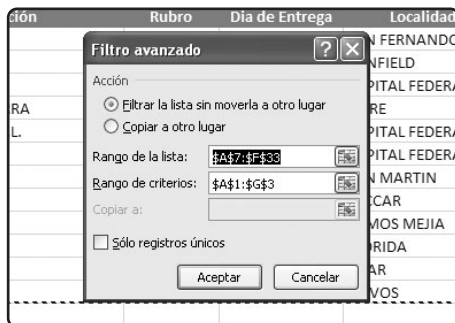 ción Rubro Dia de Entrega Localidad
Filtro avanzado
N FERNANDO
NFIELD
Acción
PITAL FEDERA
RA
Filtrar la lista sin moverla a otro lugar
RE
L.
Copiar a otro lugar
PITAL FEDERA
Rango de la lista: $A$7:$F$33
PITAL FEDERA
Rango de criterios: $A$1:$G$3
N MARTIN
CCAR
Copiar a:
MOS MEJIA
Sólo registros únicos
RIDA
Aceptar Cancelar
AR
VOS